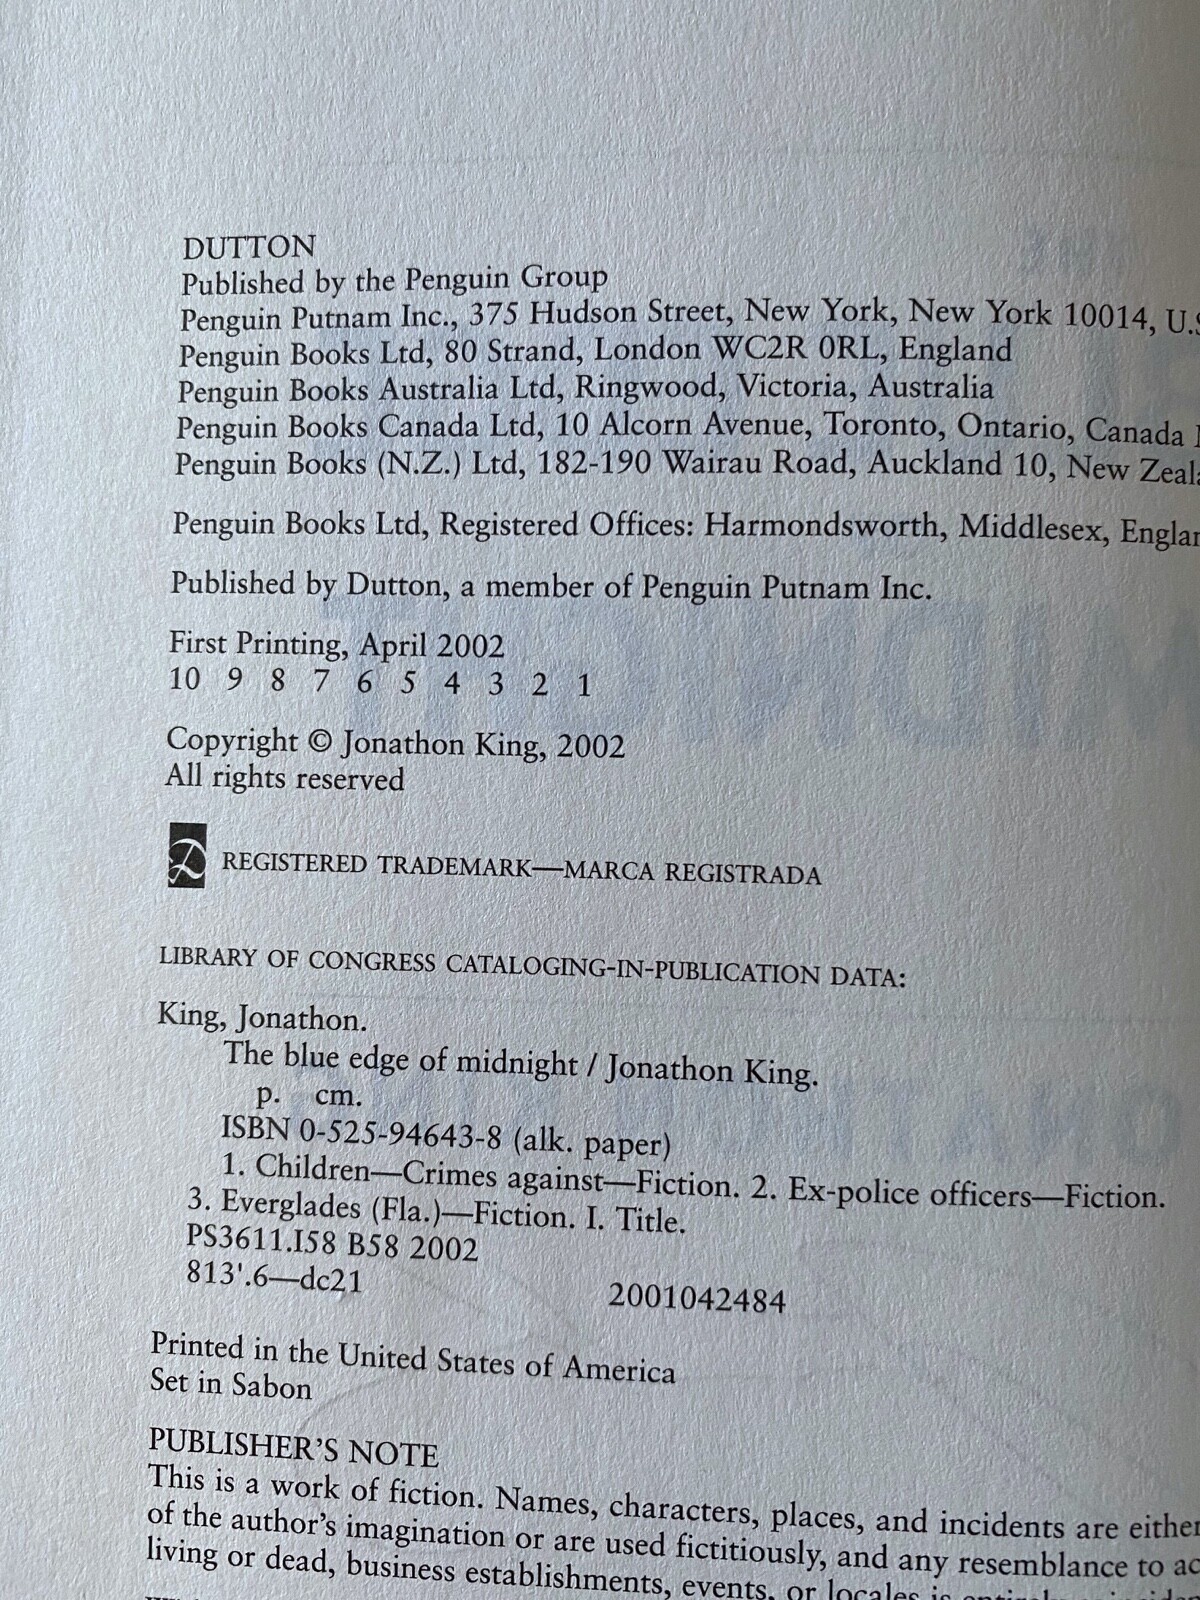 DUTTON
Published by the Penguin Group
Penguin Putnam Inc., 375 Hudson Street, New York, New York 10014,
Penguin Books Ltd, 80 Strand, London WC2R 0RL, England
Penguin Books Australia Ltd, Ringwood, Victoria, Australia
Penguin Books Canada Ltd, 10 Alcorn Avenue, Toronto, Ontario, Canada
Penguin Books (N.Z.) Ltd, 182-190 Wairau Road, Auckland 10, New
Penguin Books Ltd, Registered Offices: Harmondsworth, Middlesex,
Published by Dutton, a member of Penguin Putnam Inc.
First Printing, April 2002
10 9 8 7 6 5 4 3 2 1
Copyright © Jonathon King, 2002
All rights reserved
REGISTERED TRADEMARK—MARCA REGISTRADA
LIBRARY OF CONGRESS CATALOGING-IN-PUBLICATION DATA:
King, Jonathon.
The blue edge of midnight / Jonathon King.
p. cm.
ISBN 0-525-94643-8 (alk. paper)
1. Children—Crimes against—Fiction. 2. Ex-police officers—Fiction.
3. Everglades (Fla.)—Fiction. I. Title.
PS3611.I58 B58 2002
813'.6—dc21 2001042484
Printed in the United States of America
Set in Sabon
PUBLISHER'S NOTE
This is a work of fiction. Names, characters, places, and incidents are either
of the author's imagination or are used fictitiously, and any resemblance to
living or dead, business establishments, events, or locales is